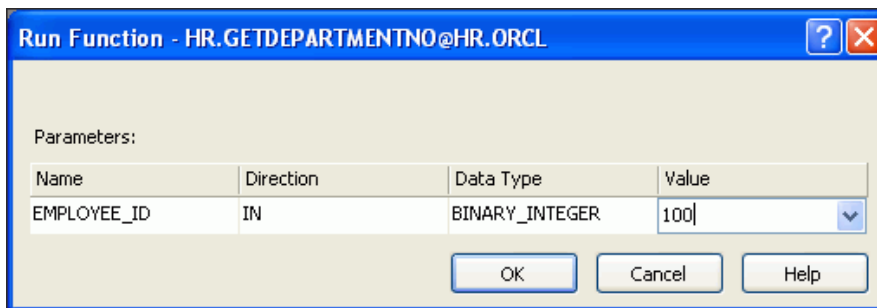 Run Function - HR.GETDEPARTMENTNO@HR.ORCL
Parameters:
Name Direction Data Type Value
EMPLOYEE_ID IN BINARY_INTEGER 100
OK Cancel Help